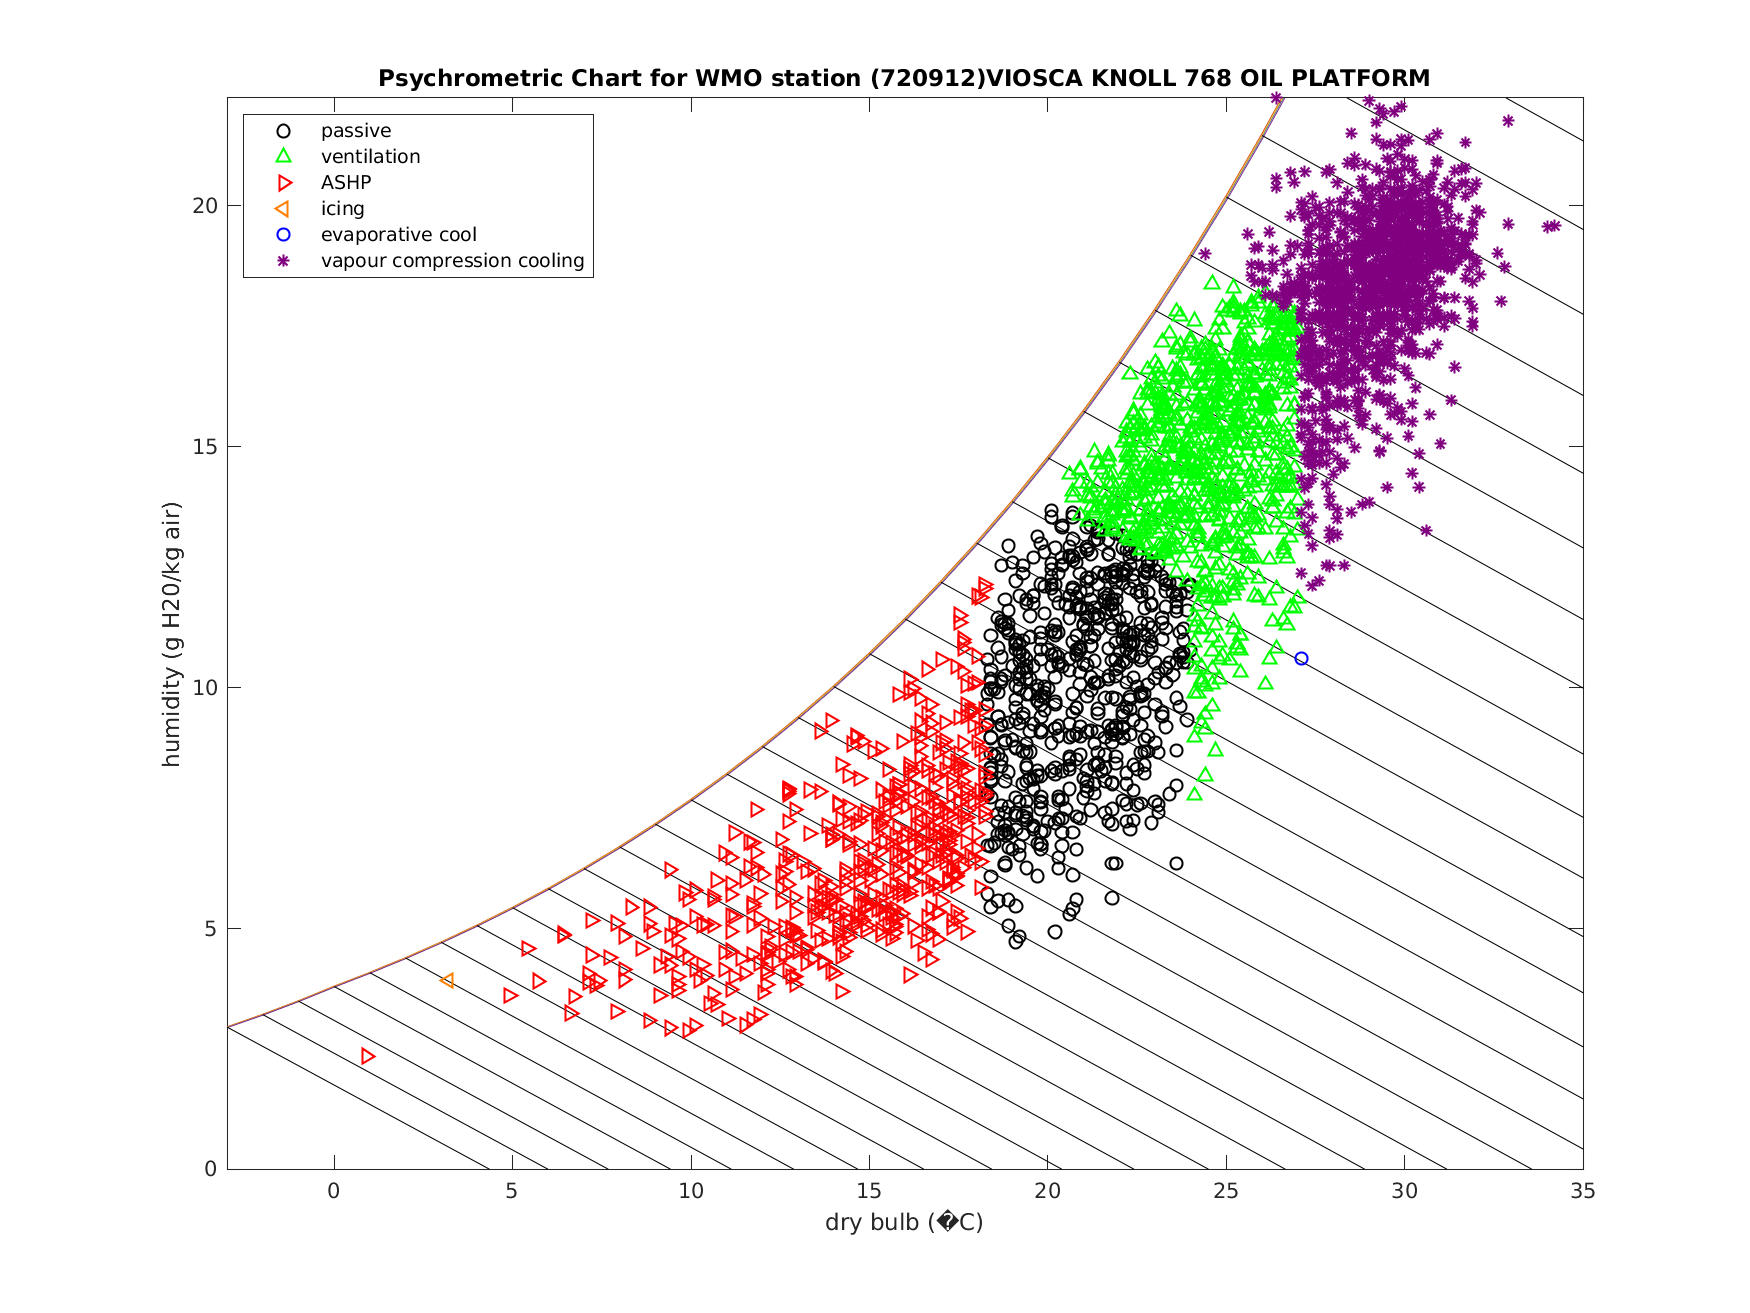 Psychrometric Chart for WMO station (720912)VIOSCA KNOLL 768 OIL PLATFORM
passive
ventilation
ASHP
icing
evaporative cool
vapour compression cooling
20
15
10
5
0
humidity (g H20/kg air)
0 5 10 15 20 25 30 35
dry bulb (�C)